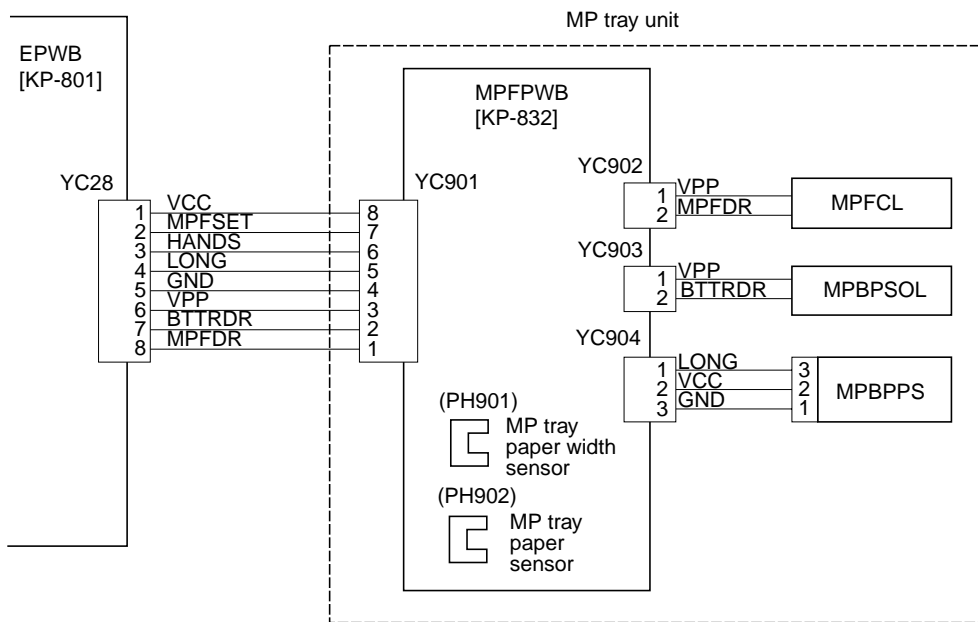 MP tray unit
EPWB
[KP-801]
MPFPWB
[KP-832]
YC28
YC901
1 VCC 8
2 MPFSET 7
3 HANDS 6
4 LONG 5
5 GND 4
6 VPP 3
7 BTTRDR 2
8 MPFDR 1
YC902
1 VPP
2 MPFDR
MPFCL
YC903
1 VPP
2 BTTRDR
MPBPSOL
YC904
1 LONG 3
2 VCC 2
3 GND 1
MPBPPS
(PH901)
MP tray
paper width
sensor
(PH902)
MP tray
paper
sensor